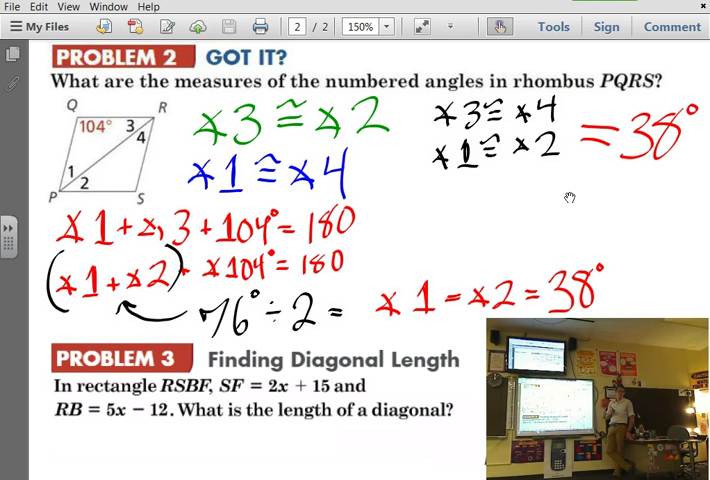 File Edit View Window Help
My Files
2 / 2
150%
Tools
Sign
Comment
PROBLEM 2 GOT IT?
What are the measures of the numbered angles in rhombus PQRS?
Q R
104° 3
4
1
2
P S
∡3 ≅ ∡2
∡1 ≅ ∡4
∡3 ≅ ∡4
∡1 ≅ ∡2
= 38°
∡1 + ∡3 + 104° = 180
(∡1 + ∡2) + ∡104° = 180
76° ÷ 2 = ∡1 = ∡2 = 38°
PROBLEM 3 Finding Diagonal Length
In rectangle RSBF, SF = 2x + 15 and
RB = 5x − 12. What is the length of a diagonal?